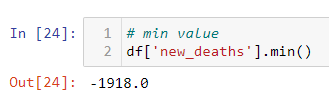 In [24]:
1 # min value
2 df['new_deaths'].min()
Out[24]: -1918.0